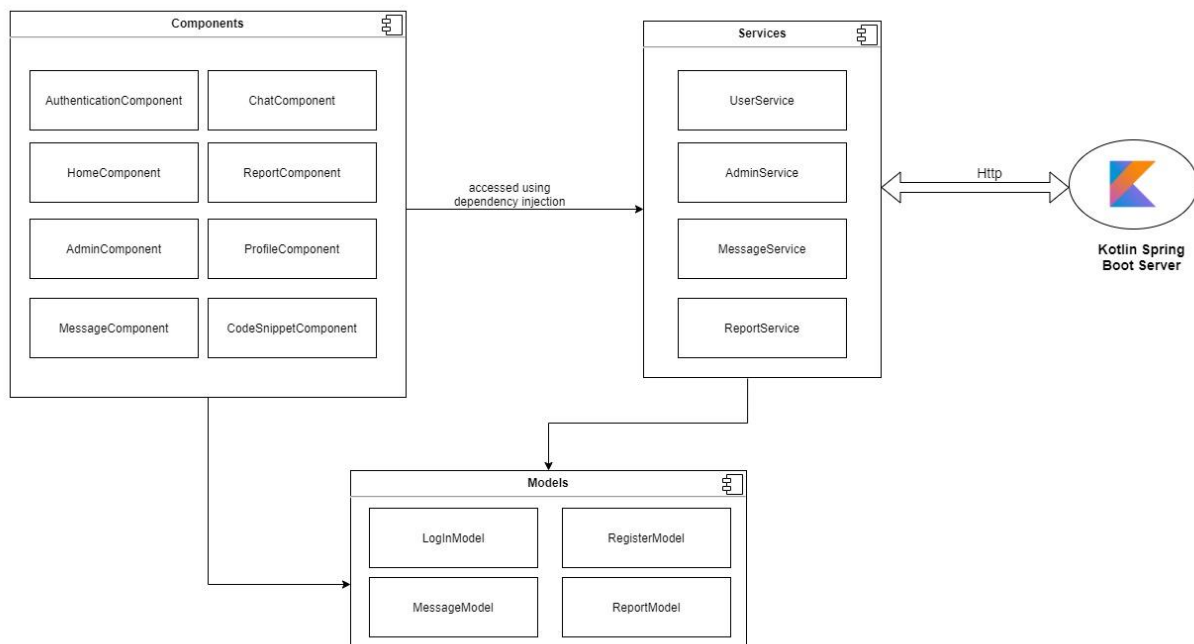 Components
AuthenticationComponent
ChatComponent
HomeComponent
ReportComponent
AdminComponent
ProfileComponent
MessageComponent
CodeSnippetComponent
accessed using
dependency injection
Services
UserService
AdminService
MessageService
ReportService
Http
Kotlin Spring
Boot Server
Models
LogInModel
RegisterModel
MessageModel
ReportModel